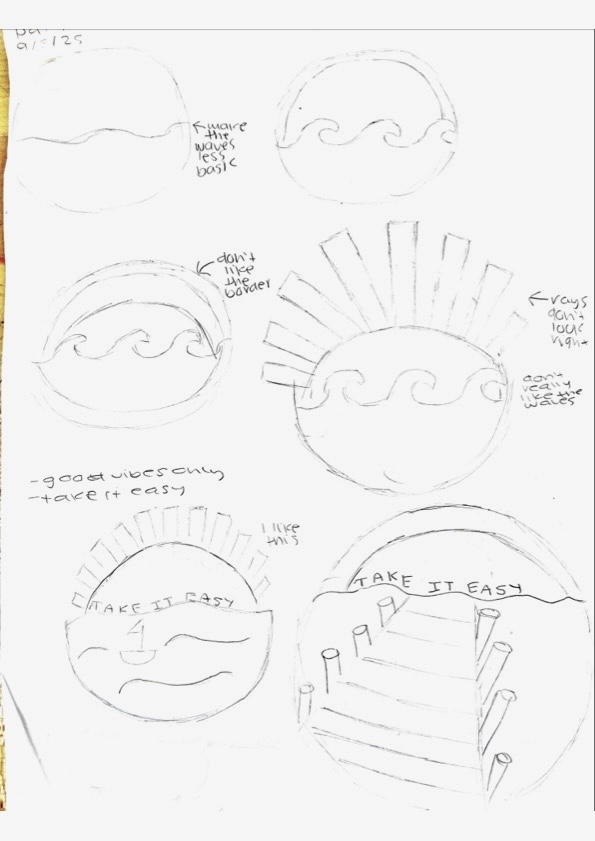 9/5/25
←make
the
waves
less
basic
don't
like
the
border
←rays
don't
look
right
don't
really
like the
waves
-good vibes only
-take it easy
I like
this
TAKE IT EASY
TAKE IT EASY